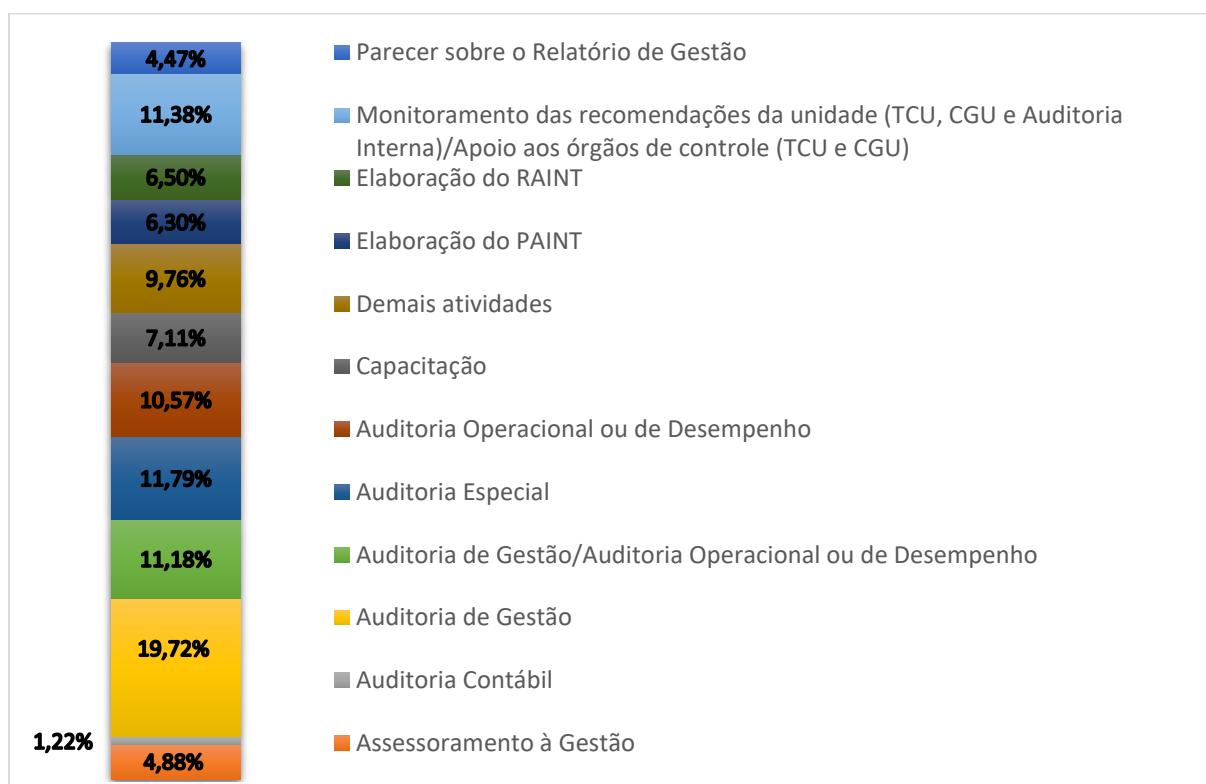 4,47%
Parecer sobre o Relatório de Gestão
11,38%
Monitoramento das recomendações da unidade (TCU, CGU e Auditoria
Interna)/Apoio aos órgãos de controle (TCU e CGU)
6,50%
Elaboração do RAINT
6,30%
Elaboração do PAINT
9,76%
Demais atividades
7,11%
Capacitação
10,57%
Auditoria Operacional ou de Desempenho
11,79%
Auditoria Especial
11,18%
Auditoria de Gestão/Auditoria Operacional ou de Desempenho
19,72%
Auditoria de Gestão
1,22%
Auditoria Contábil
4,88%
Assessoramento à Gestão